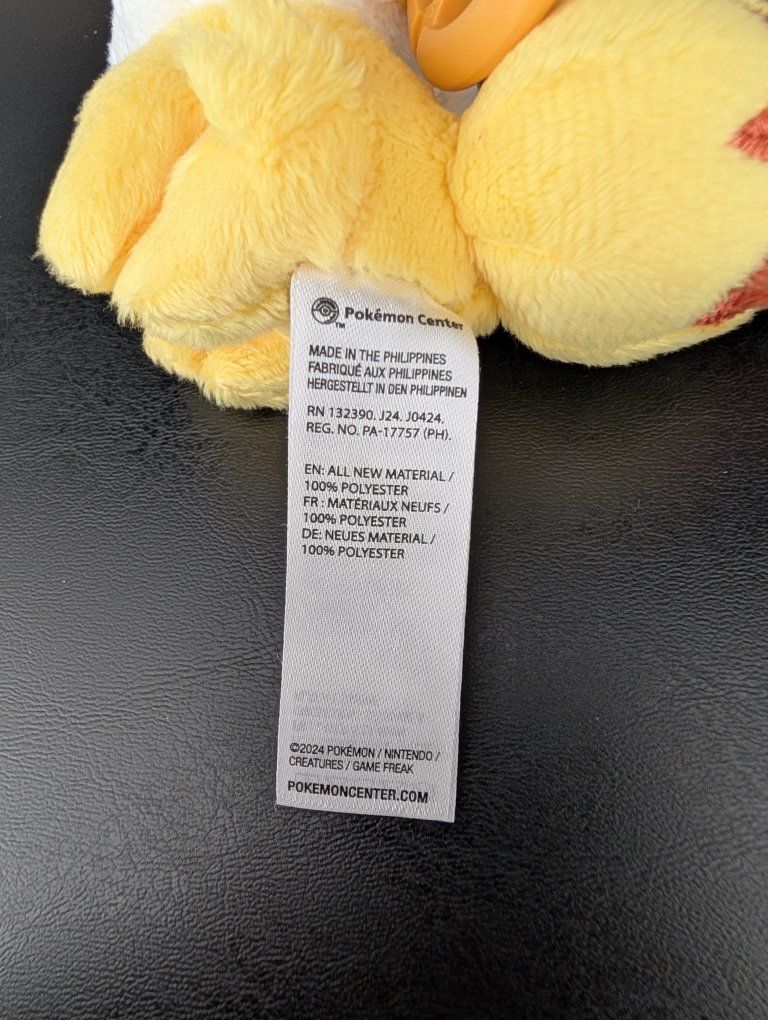 Pokémon Center
TM
MADE IN THE PHILIPPINES
FABRIQUÉ AUX PHILIPPINES
HERGESTELLT IN DEN PHILIPPINEN
RN 132390. J24. J0424.
REG. NO. PA-17757 (PH).
EN: ALL NEW MATERIAL /
100% POLYESTER
FR : MATÉRIAUX NEUFS /
100% POLYESTER
DE: NEUES MATERIAL /
100% POLYESTER
©2024 POKÉMON / NINTENDO /
CREATURES / GAME FREAK
POKEMONCENTER.COM